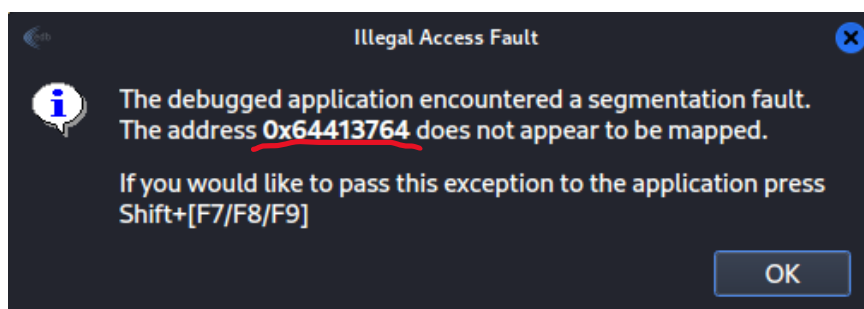 edb
Illegal Access Fault
i
The debugged application encountered a segmentation fault.
The address 0x64413764 does not appear to be mapped.
If you would like to pass this exception to the application press
Shift+[F7/F8/F9]
OK